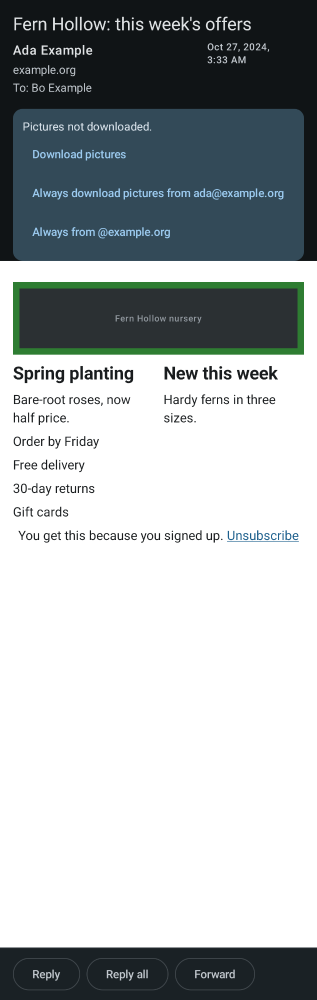 Fern Hollow: this week's offers
Ada Example
Oct 27, 2024,
3:33 AM
example.org
To: Bo Example
Pictures not downloaded.
Download pictures
Always download pictures from ada@example.org
Always from @example.org
Fern Hollow nursery
Spring planting
Bare-root roses, now
half price.
New this week
Hardy ferns in three
sizes.
Order by Friday
Free delivery
30-day returns
Gift cards
You get this because you signed up. Unsubscribe
Reply
Reply all
Forward